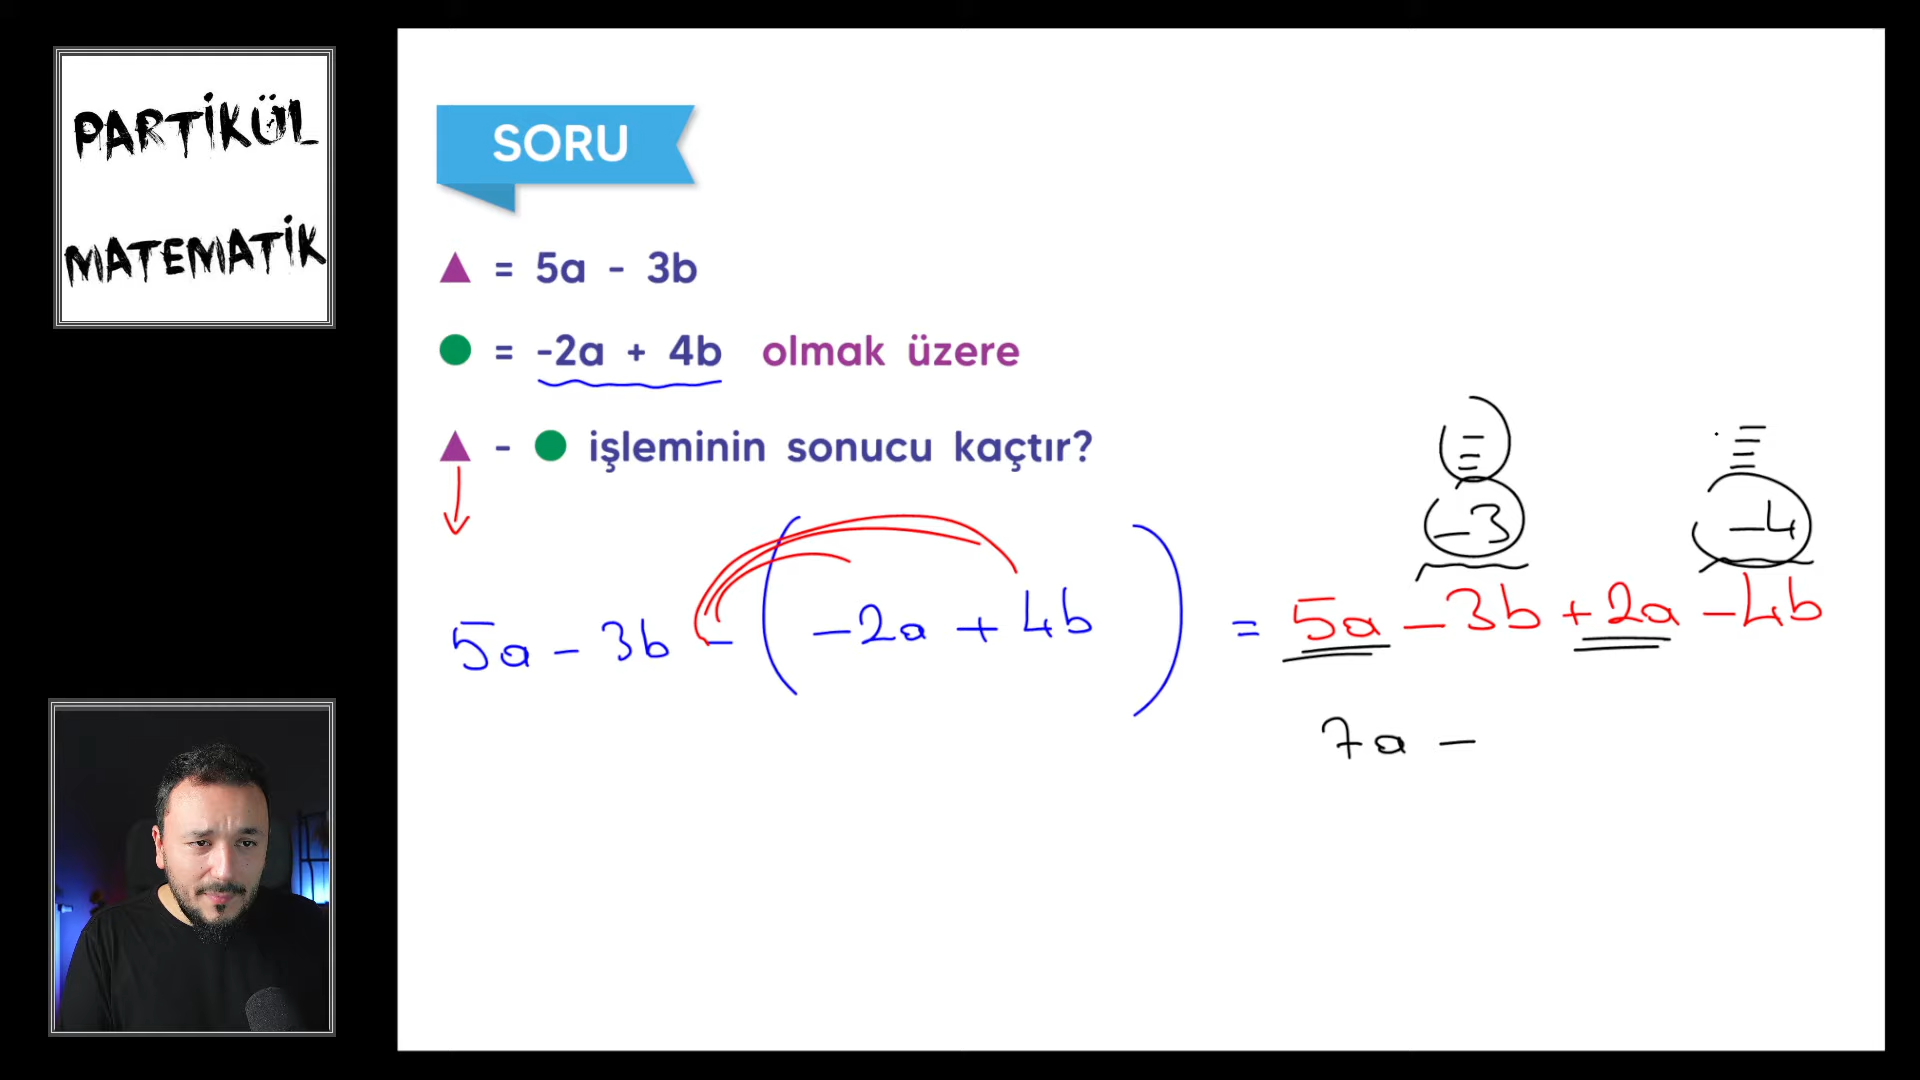 PARTİKÜL
MATEMATİK
SORU
▲ = 5a - 3b
● = -2a + 4b olmak üzere
▲ - ● işleminin sonucu kaçtır?
-3 -4
5a - 3b - ( -2a + 4b ) = 5a - 3b + 2a - 4b
7a -